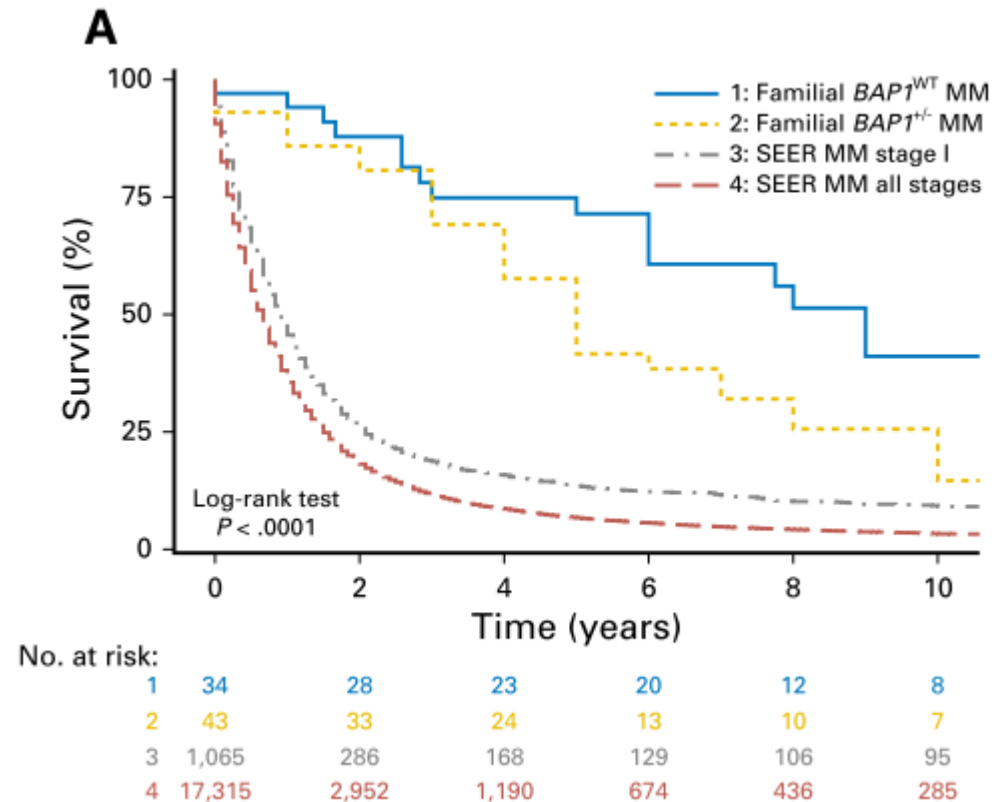 A
100
75
50
25
0
Survival (%)
1: Familial BAP1^WT MM
2: Familial BAP1^+/- MM
3: SEER MM stage I
4: SEER MM all stages
Log-rank test
P < .0001
0 2 4 6 8 10
Time (years)
No. at risk:
1 34 28 23 20 12 8
2 43 33 24 13 10 7
3 1,065 286 168 129 106 95
4 17,315 2,952 1,190 674 436 285